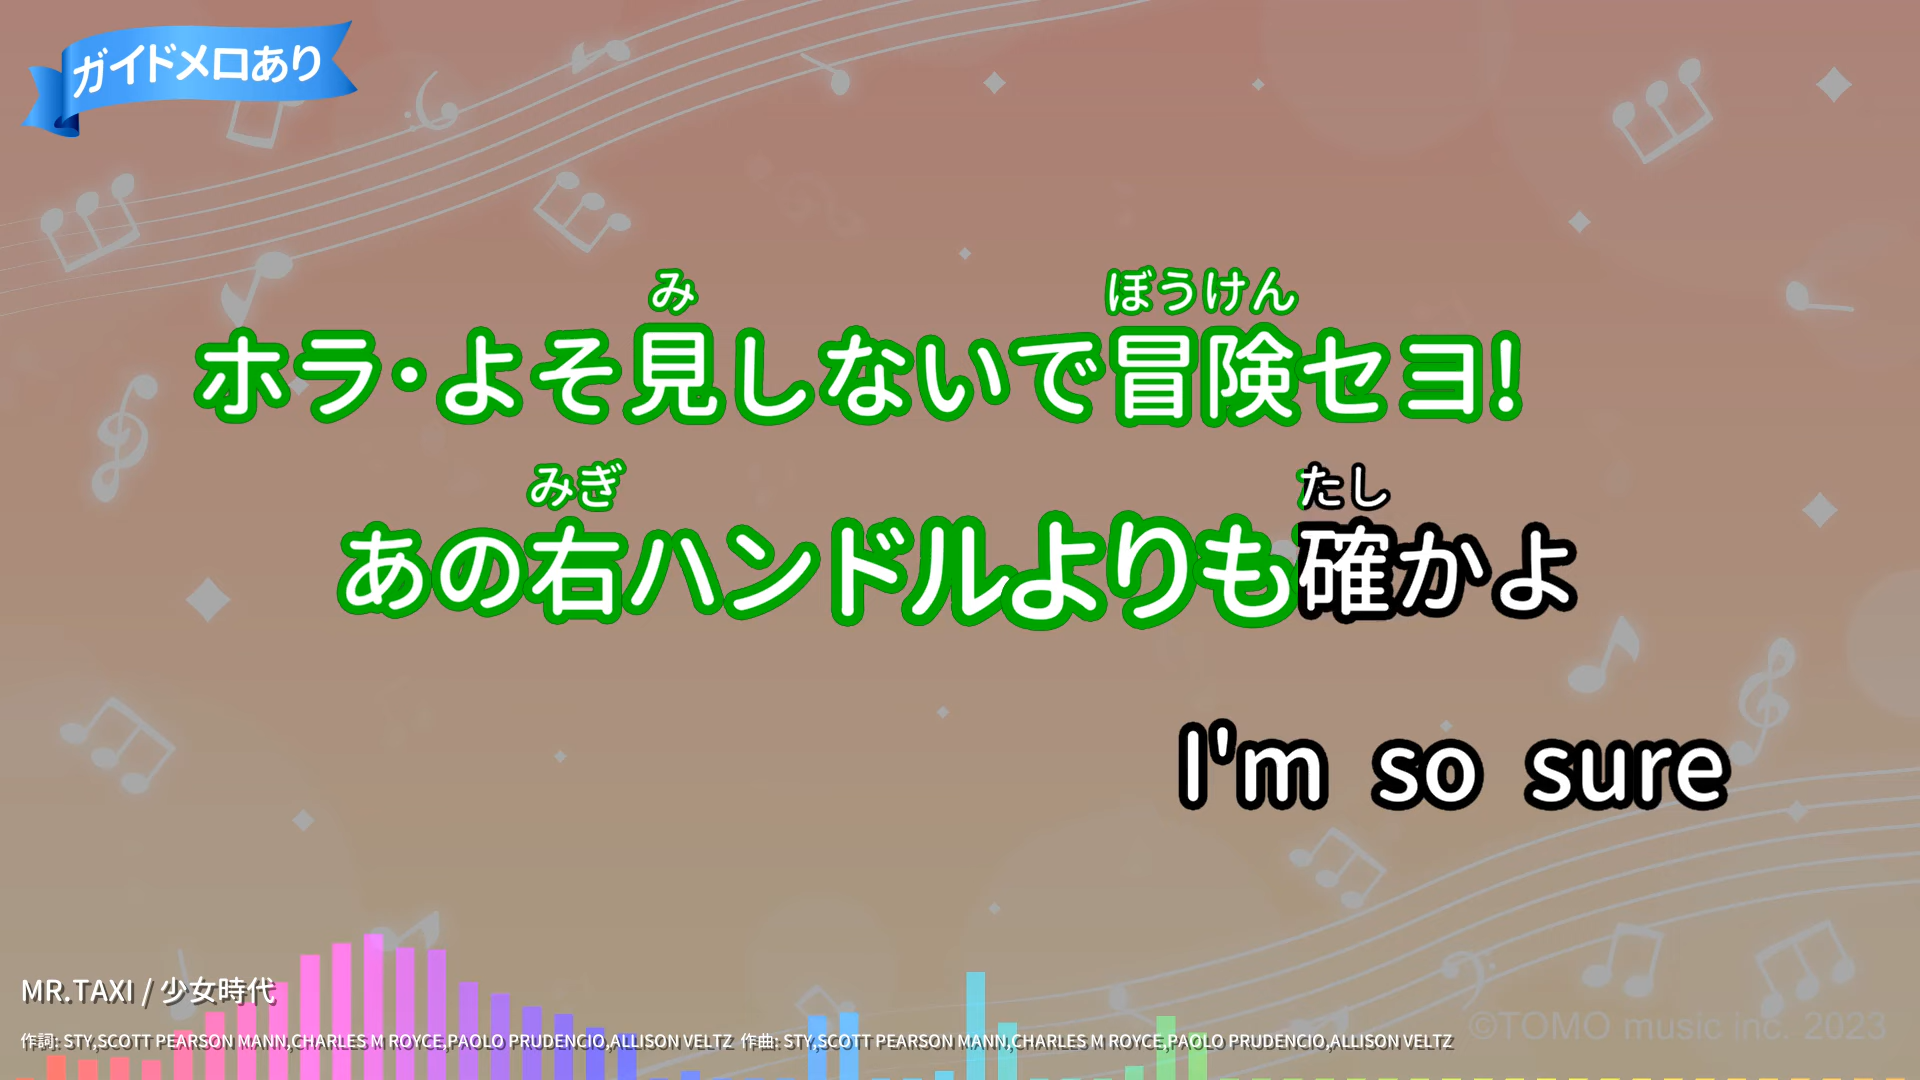 ガイドメロあり
み ぼうけん
ホラ・よそ見しないで冒険セヨ!
みぎ たし
あの右ハンドルよりも確かよ
I'm so sure
MR.TAXI / 少女時代
作詞: STY,SCOTT PEARSON MANN,CHARLES M ROYCE,PAOLO PRUDENCIO,ALLISON VELTZ 作曲: STY,SCOTT PEARSON MANN,CHARLES M ROYCE,PAOLO PRUDENCIO,ALLISON VELTZ
©TOMO music inc. 2023